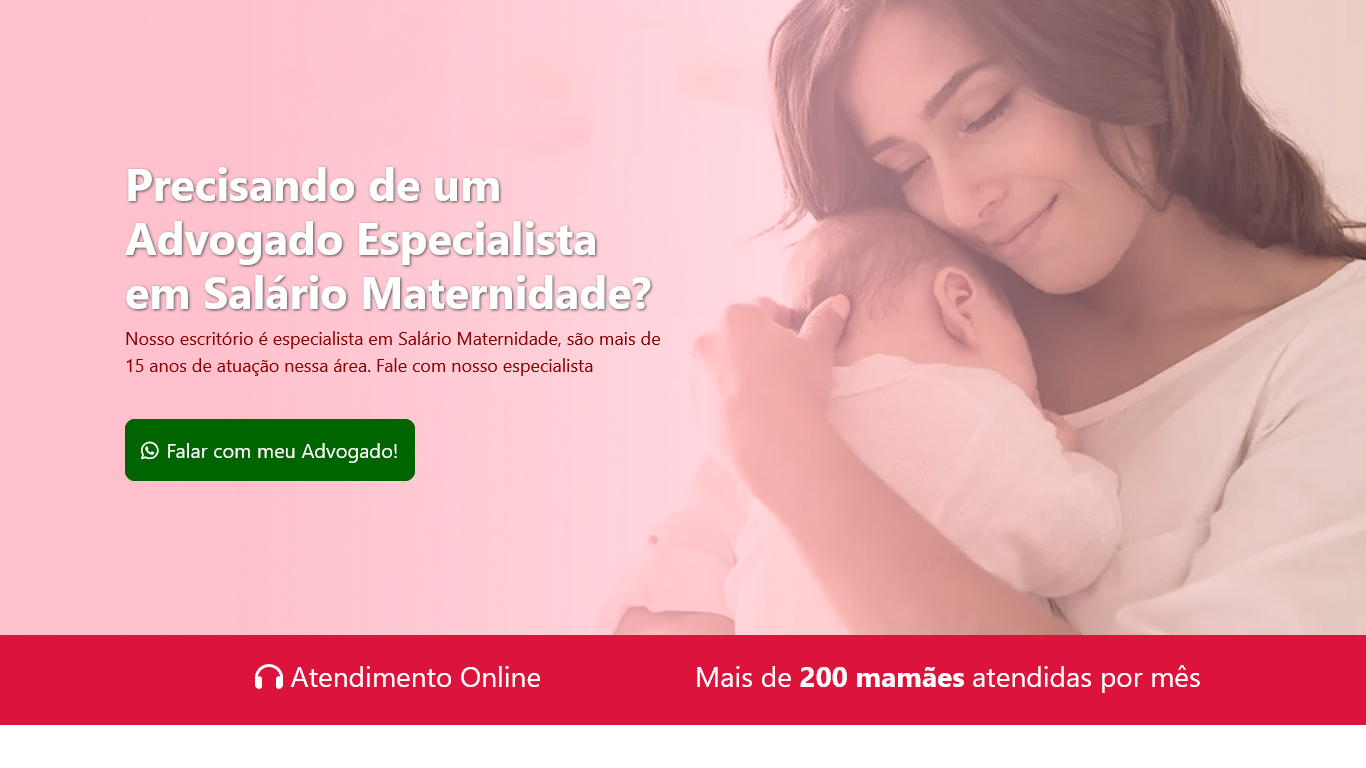 Precisando de um
Advogado Especialista
em Salário Maternidade?
Nosso escritório é especialista em Salário Maternidade, são mais de
15 anos de atuação nessa área. Fale com nosso especialista
Falar com meu Advogado!
Atendimento Online
Mais de 200 mamães atendidas por mês